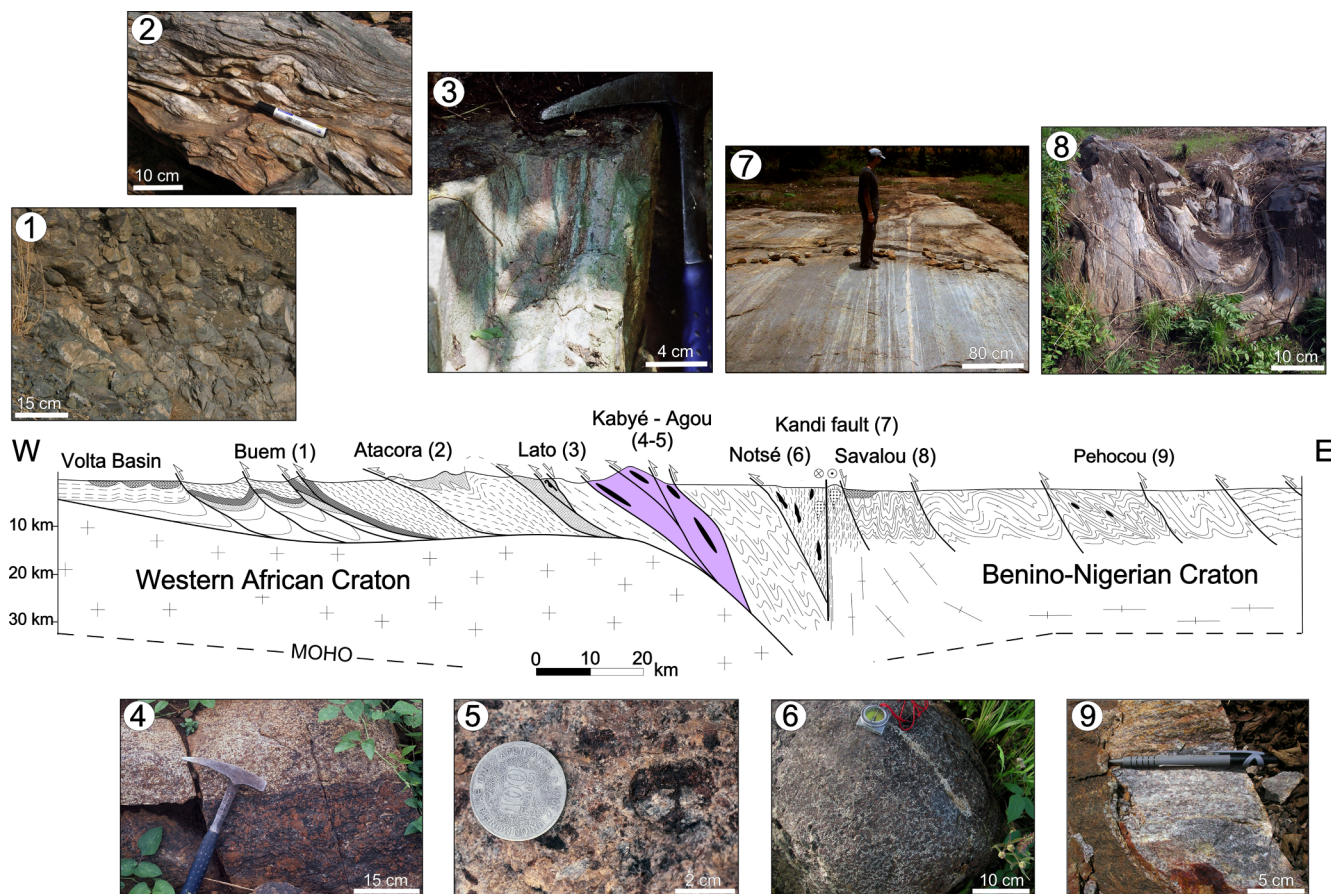 2
10 cm
3
4 cm
7
80 cm
8
10 cm
1
15 cm
W
E
Volta Basin
Buem (1)
Atacora (2)
Lato (3)
Kabyé - Agou
(4-5)
Notsé (6)
Kandi fault (7)
Savalou (8)
Pehocou (9)
10 km
20 km
30 km
Western African Craton
Benino-Nigerian Craton
MOHO
0 10 20
km
4
15 cm
5
2 cm
6
10 cm
9
5 cm